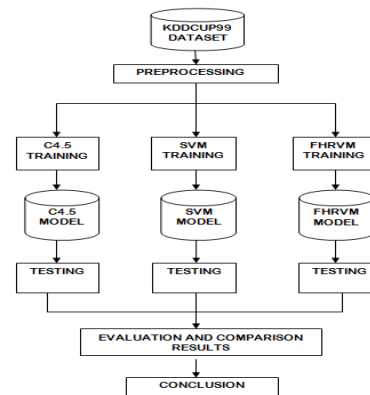 KDDCUP99
DATASET
PREPROCESSING
C4.5
TRAINING
SVM
TRAINING
FHRVM
TRAINING
C4.5
MODEL
SVM
MODEL
FHRVM
MODEL
TESTING
TESTING
TESTING
EVALUATION AND COMPARISON
RESULTS
CONCLUSION